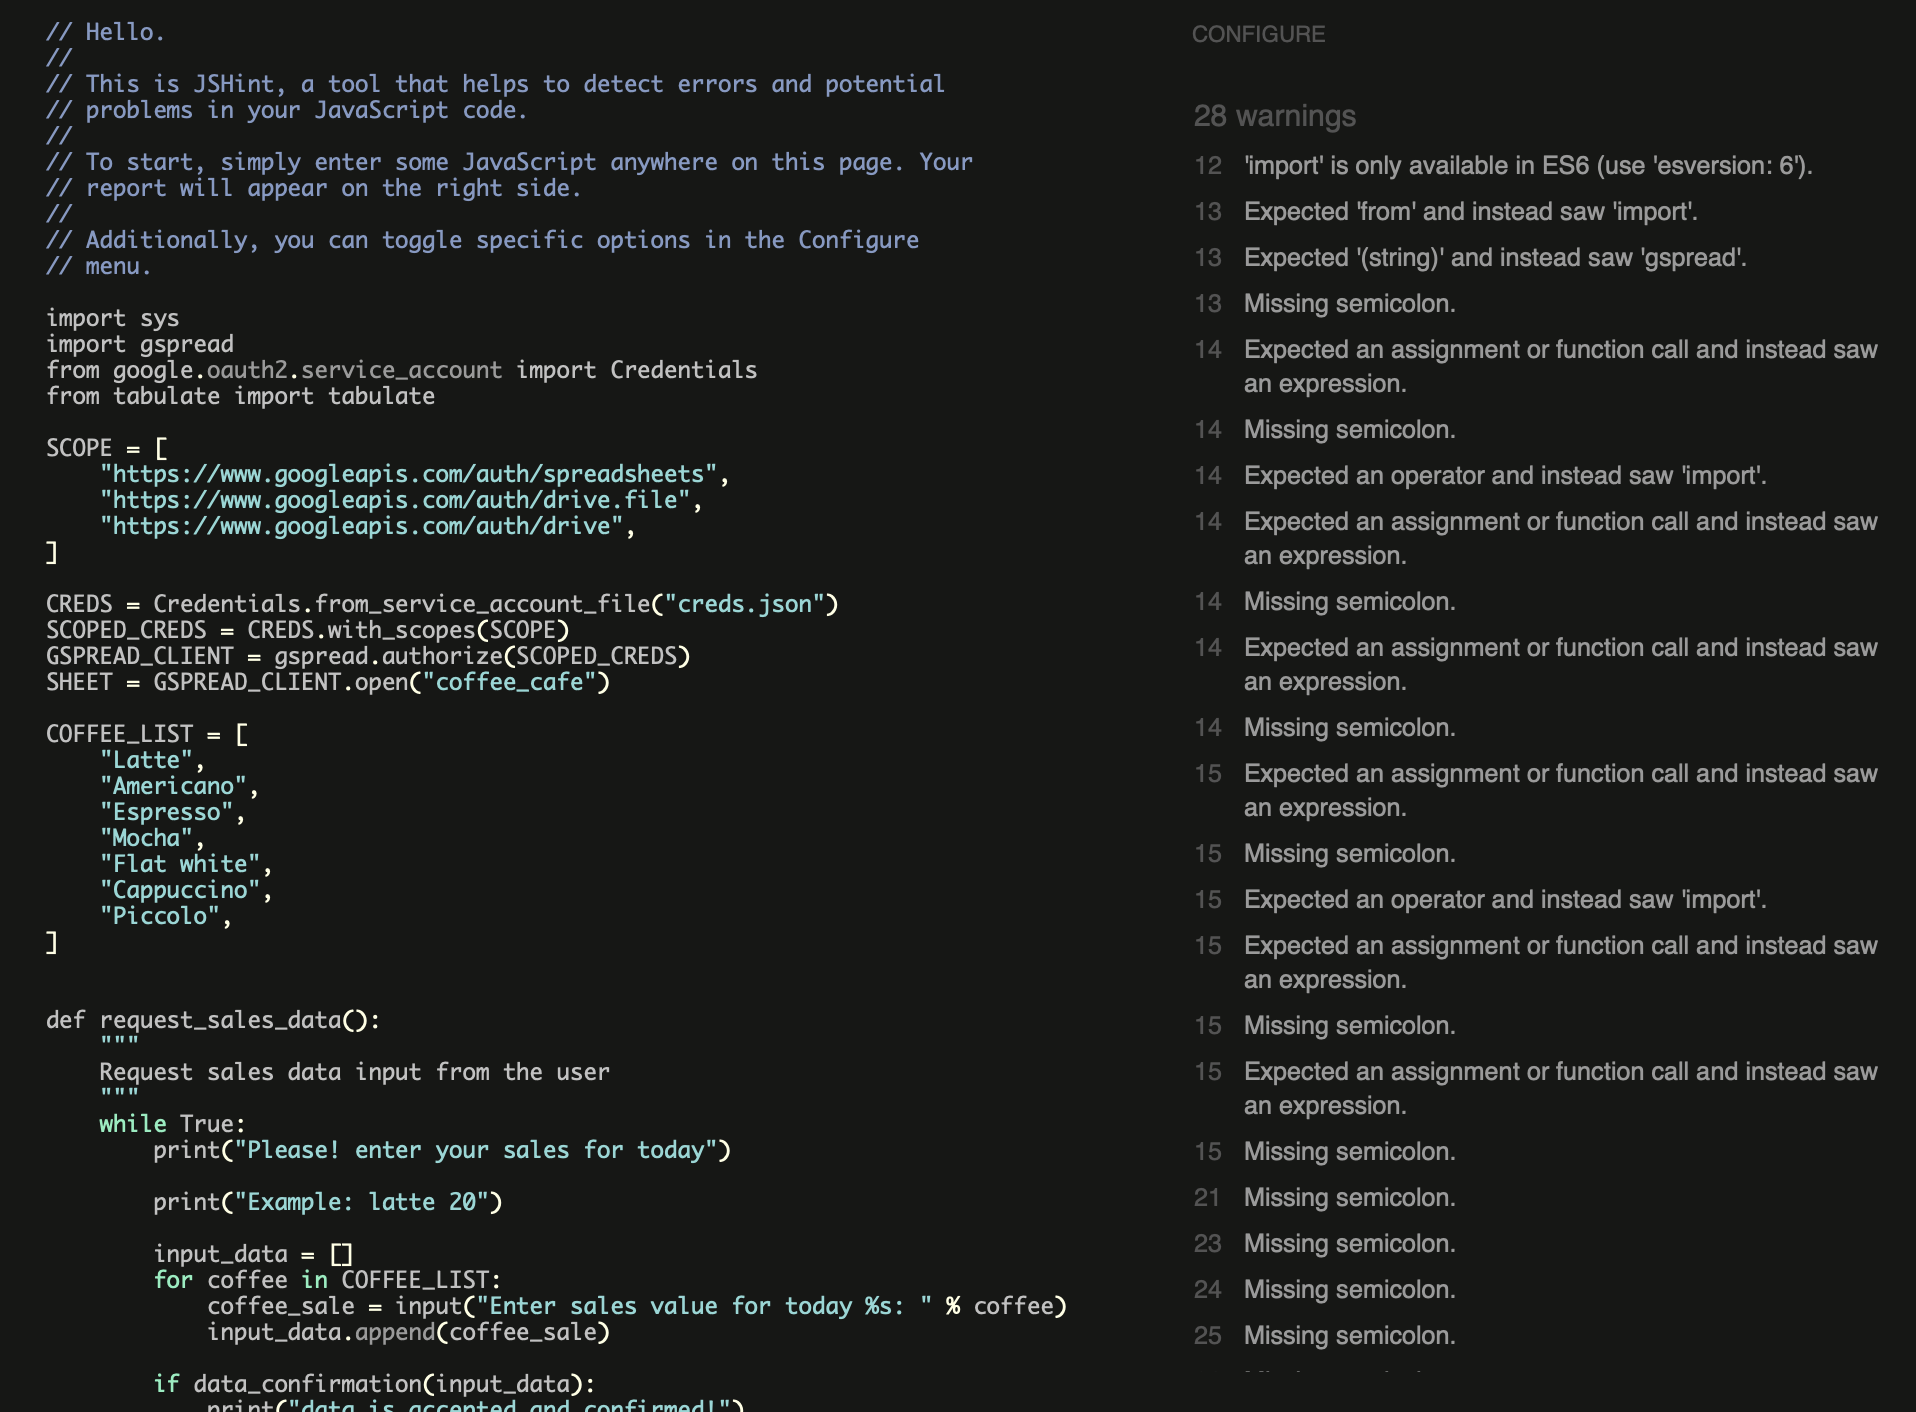 // Hello.
//
// This is JSHint, a tool that helps to detect errors and potential
// problems in your JavaScript code.
//
// To start, simply enter some JavaScript anywhere on this page. Your
// report will appear on the right side.
//
// Additionally, you can toggle specific options in the Configure
// menu.

import sys
import gspread
from google.oauth2.service_account import Credentials
from tabulate import tabulate

SCOPE = [
    "https://www.googleapis.com/auth/spreadsheets",
    "https://www.googleapis.com/auth/drive.file",
    "https://www.googleapis.com/auth/drive",
]

CREDS = Credentials.from_service_account_file("creds.json")
SCOPED_CREDS = CREDS.with_scopes(SCOPE)
GSPREAD_CLIENT = gspread.authorize(SCOPED_CREDS)
SHEET = GSPREAD_CLIENT.open("coffee_cafe")

COFFEE_LIST = [
    "Latte",
    "Americano",
    "Espresso",
    "Mocha",
    "Flat white",
    "Cappuccino",
    "Piccolo",
]

def request_sales_data():
    """
    Request sales data input from the user
    """
    while True:
        print("Please! enter your sales for today")

        print("Example: latte 20")

        input_data = []
        for coffee in COFFEE_LIST:
            coffee_sale = input("Enter sales value for today %s: " % coffee)
            input_data.append(coffee_sale)

        if data_confirmation(input_data):
            print("data is accepted and confirmed!")
CONFIGURE
28 warnings
12 'import' is only available in ES6 (use 'esversion: 6').
13 Expected 'from' and instead saw 'import'.
13 Expected '(string)' and instead saw 'gspread'.
13 Missing semicolon.
14 Expected an assignment or function call and instead saw
an expression.
14 Missing semicolon.
14 Expected an operator and instead saw 'import'.
14 Expected an assignment or function call and instead saw
an expression.
14 Missing semicolon.
14 Expected an assignment or function call and instead saw
an expression.
14 Missing semicolon.
15 Expected an assignment or function call and instead saw
an expression.
15 Missing semicolon.
15 Expected an operator and instead saw 'import'.
15 Expected an assignment or function call and instead saw
an expression.
15 Missing semicolon.
15 Expected an assignment or function call and instead saw
an expression.
15 Missing semicolon.
21 Missing semicolon.
23 Missing semicolon.
24 Missing semicolon.
25 Missing semicolon.